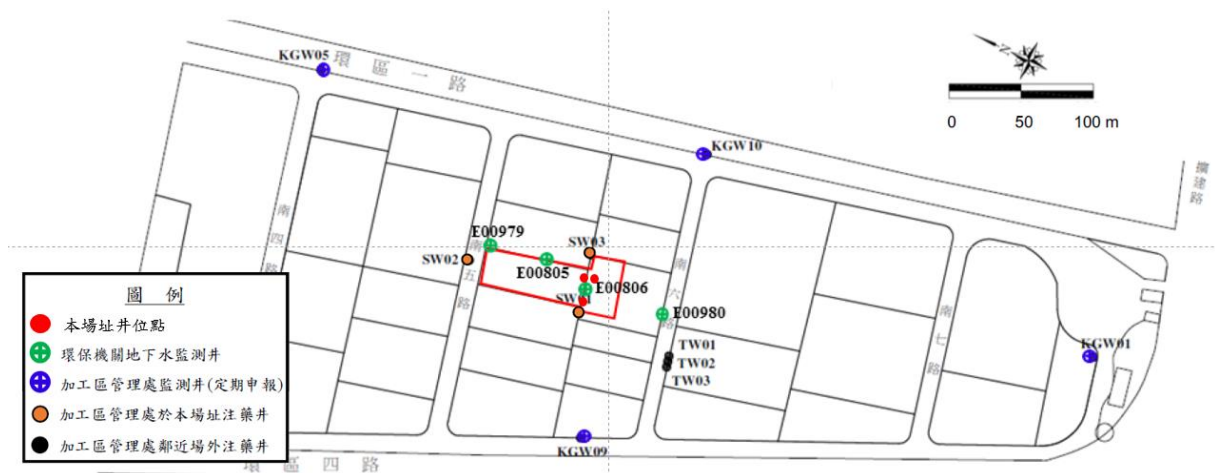 KGW05
環區一路
N
0 50 100 m
KGW10
擴建路
E00979
SW03
SW02
南四路
南五路
E00805
E00806
SW01
南六路
E00980
南七路
TW01
TW02
TW03
KGW01
KGW09
環區四路
圖 例
本場址井位點
環保機關地下水監測井
加工區管理處監測井(定期申報)
加工區管理處於本場址注藥井
加工區管理處鄰近場外注藥井